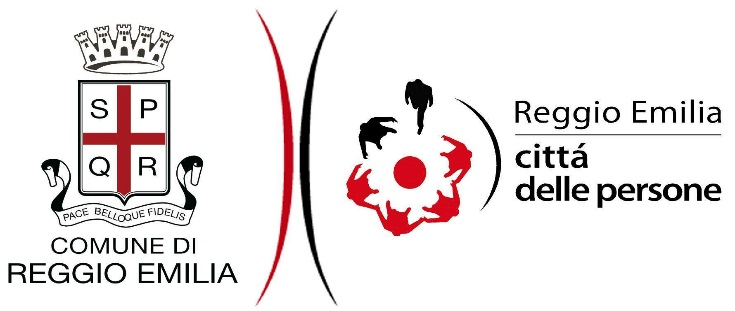 S P
Q R
PACE BELLOQUE FIDELIS
COMUNE DI
REGGIO EMILIA
Reggio Emilia
cittá
delle persone